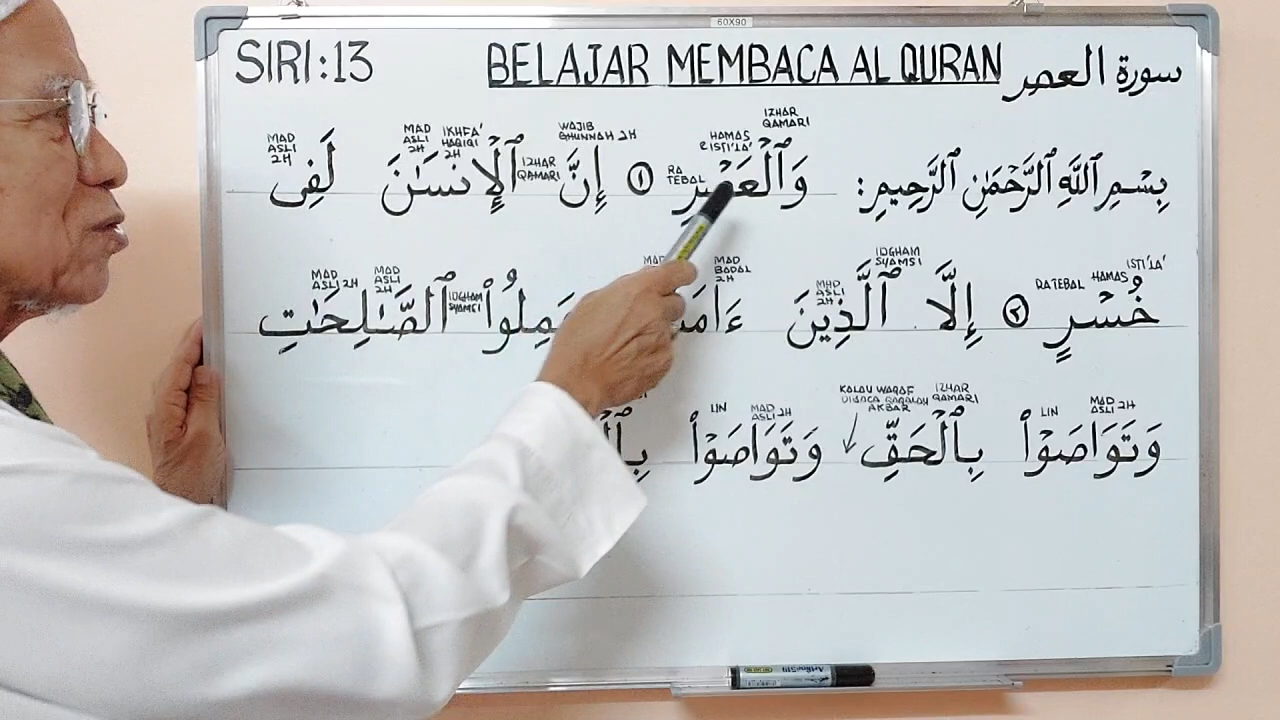 60X90
SIRI:13 BELAJAR MEMBACA AL QURAN سورة العصر
IZHAR QAMARI
HAMAS
ISTI'LA'
RA TEBAL
WAJIB GHUNNAH 2H
IZHAR QAMARI
IKHFA' HAQIQI 2H
MAD ASLI 2H
MAD ASLI 2H
بِسْمِ ٱللَّهِ ٱلرَّحْمَٰنِ ٱلرَّحِيمِ:
وَٱلْعَصْرِ ١ إِنَّ ٱلْإِنسَٰنَ لَفِى
ISTI'LA'
HAMAS
RA TEBAL
IDGHAM SYAMSI
MAD ASLI 2H
MAD BADAL 2H
MAD
IDGHAM SYAMSI
MAD ASLI 2H
MAD ASLI 2H
خُسْرٍ ٢ إِلَّا ٱلَّذِينَ ءَامَ عَمِلُوا۟ ٱلصَّٰلِحَٰتِ
MAD ASLI 2H
LIN
IZHAR QAMARI
KALAU WAQAF DIBACA QALQALAH AKBAR
MAD ASLI 2H
LIN
وَتَوَاصَوْا۟ بِٱلْحَقِّ وَتَوَاصَوْا۟ بِٱل